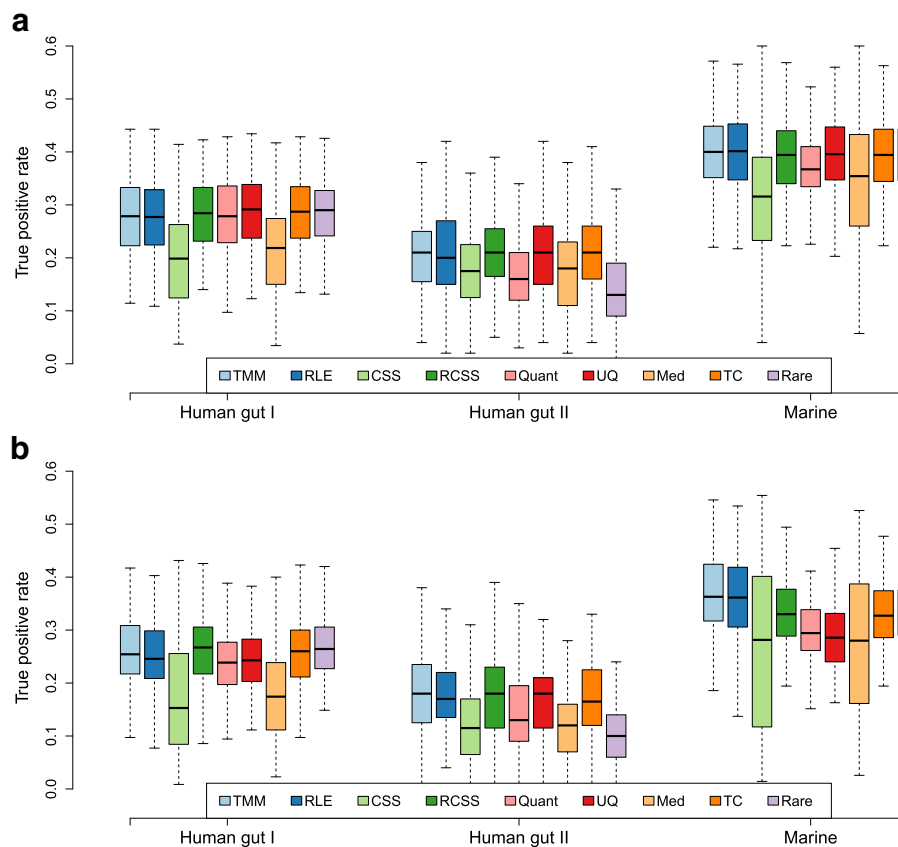 a
True positive rate
0.6
0.5
0.4
0.3
0.2
0.1
0.0
TMM RLE CSS RCSS Quant UQ Med TC Rare
Human gut I Human gut II Marine
b
True positive rate
0.6
0.5
0.4
0.3
0.2
0.1
0.0
TMM RLE CSS RCSS Quant UQ Med TC Rare
Human gut I Human gut II Marine